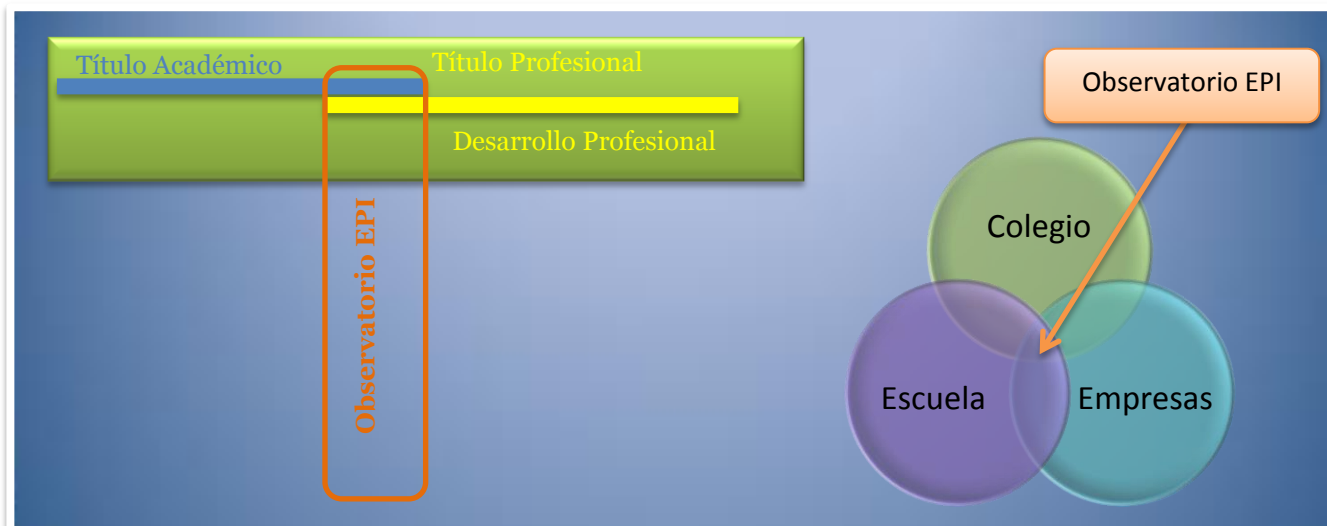 Título Académico
Título Profesional
Desarrollo Profesional
Observatorio EPI
Observatorio EPI
Colegio
Escuela
Empresas